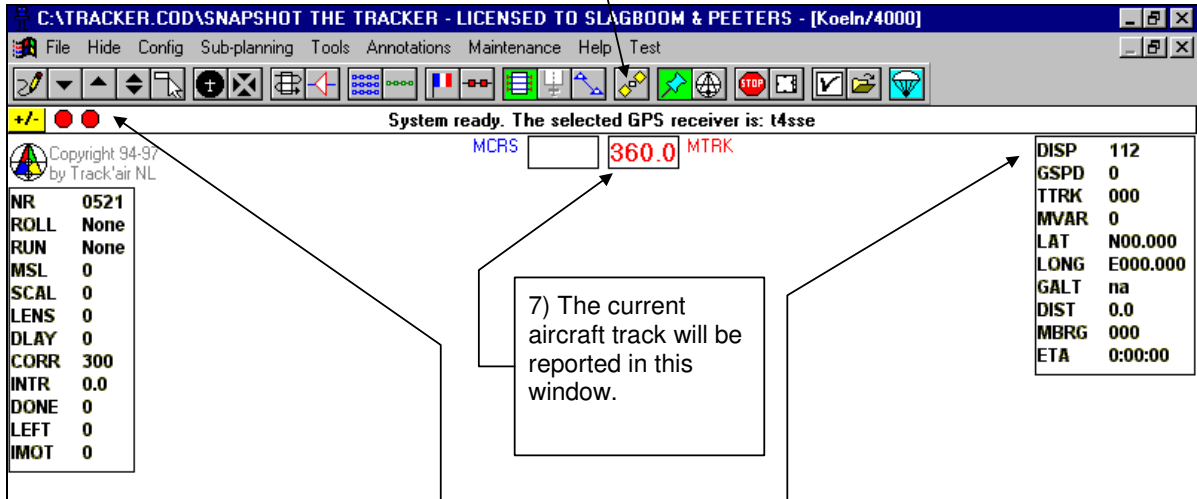 C:\TRACKER.COD\SNAPSHOT THE TRACKER - LICENSED TO SLAGBOOM & PEETERS - [Koeln/4000]
File Hide Config Sub-planning Tools Annotations Maintenance Help Test
STOP
+/- System ready. The selected GPS receiver is: t4sse
Copyright 94-97
by Track'air NL
MCRS 360.0 MTRK
NR 0521
ROLL None
RUN None
MSL 0
SCAL 0
LENS 0
DLAY 0
CORR 300
INTR 0.0
DONE 0
LEFT 0
IMOT 0
7) The current
aircraft track will be
reported in this
window.
DISP 112
GSPD 0
TTRK 000
MVAR 0
LAT N00.000
LONG E000.000
GALT na
DIST 0.0
MBRG 000
ETA 0:00:00